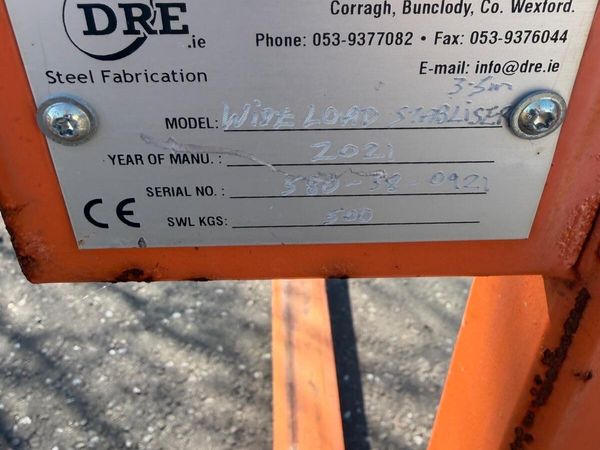 Corragh, Bunclody, Co. Wexford.
DRE.ie
Phone: 053-9377082 • Fax: 053-9376044
Steel Fabrication
E-mail: info@dre.ie
3-5m
MODEL: WIDE LOAD STABLISER
YEAR OF MANU. : 2021
SERIAL NO. : 580-38-0921
CE
SWL KGS: 500